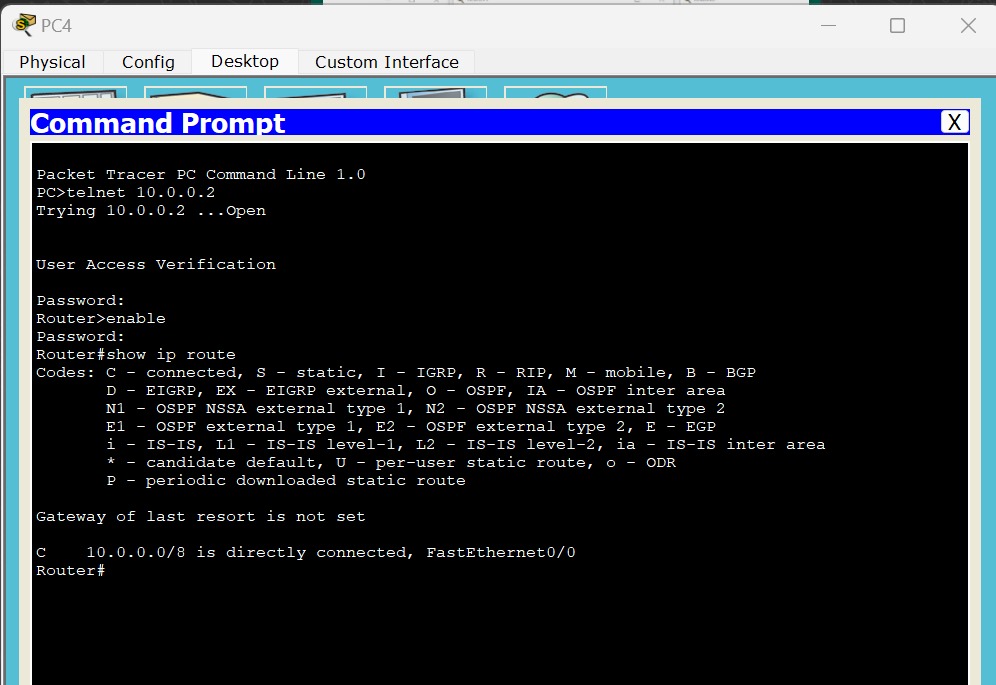 PC4
Physical Config Desktop Custom Interface
Command Prompt X
Packet Tracer PC Command Line 1.0
PC>telnet 10.0.0.2
Trying 10.0.0.2 ...Open
User Access Verification
Password:
Router>enable
Password:
Router#show ip route
Codes: C - connected, S - static, I - IGRP, R - RIP, M - mobile, B - BGP
D - EIGRP, EX - EIGRP external, O - OSPF, IA - OSPF inter area
N1 - OSPF NSSA external type 1, N2 - OSPF NSSA external type 2
E1 - OSPF external type 1, E2 - OSPF external type 2, E - EGP
i - IS-IS, L1 - IS-IS level-1, L2 - IS-IS level-2, ia - IS-IS inter area
* - candidate default, U - per-user static route, o - ODR
P - periodic downloaded static route
Gateway of last resort is not set
C    10.0.0.0/8 is directly connected, FastEthernet0/0
Router#